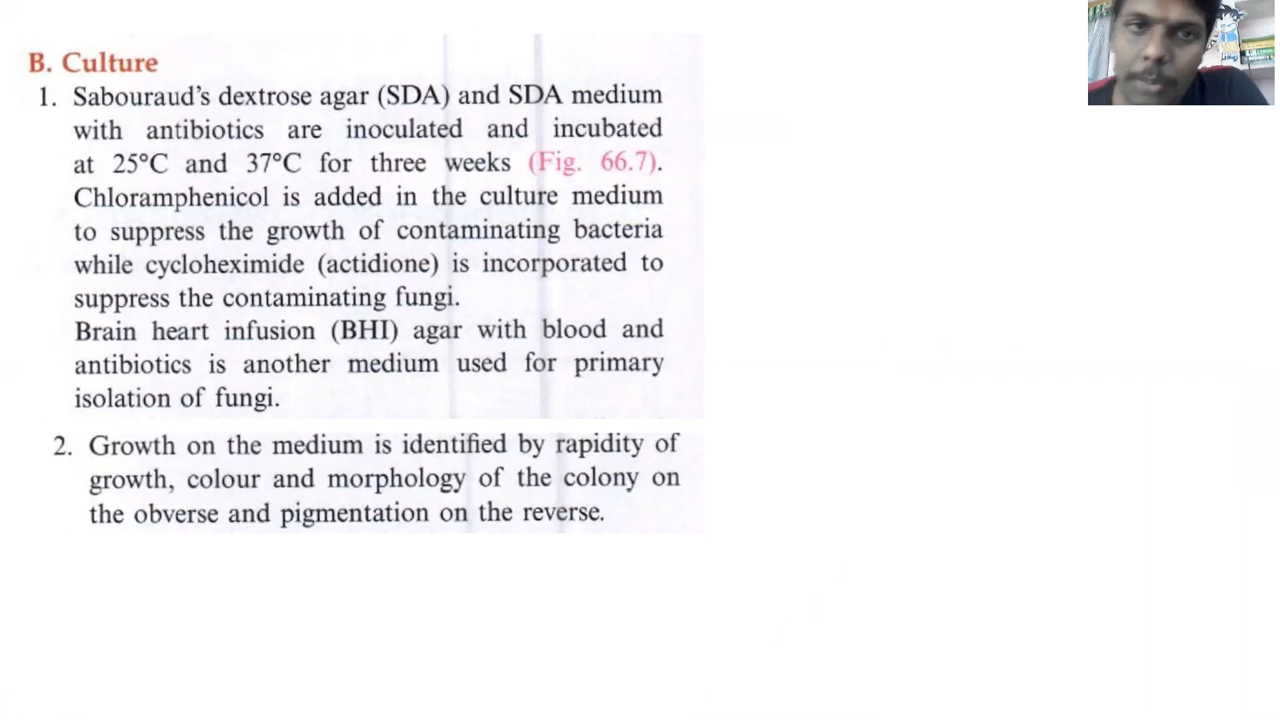 B. Culture
1. Sabouraud's dextrose agar (SDA) and SDA medium
with antibiotics are inoculated and incubated
at 25°C and 37°C for three weeks (Fig. 66.7).
Chloramphenicol is added in the culture medium
to suppress the growth of contaminating bacteria
while cycloheximide (actidione) is incorporated to
suppress the contaminating fungi.
Brain heart infusion (BHI) agar with blood and
antibiotics is another medium used for primary
isolation of fungi.
2. Growth on the medium is identified by rapidity of
growth, colour and morphology of the colony on
the obverse and pigmentation on the reverse.